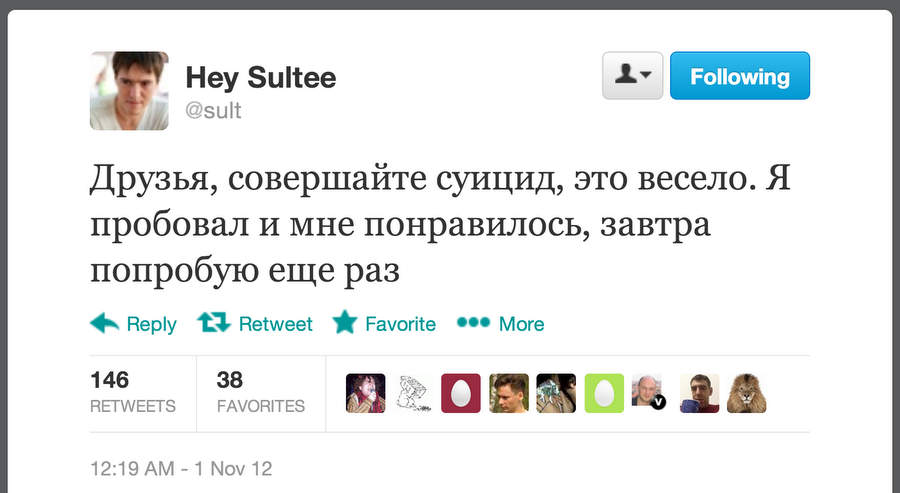 Hey Sultee
@sult
Following
Друзья, совершайте суицид, это весело. Я
пробовал и мне понравилось, завтра
попробую еще раз
Reply Retweet Favorite More
146 38
RETWEETS FAVORITES
V
12:19 AM - 1 Nov 12